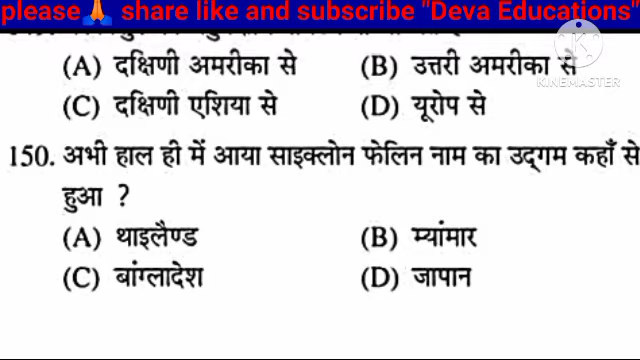 please🙏 share like and subscribe "Deva Educations"
(A) दक्षिणी अमरीका से (B) उत्तरी अमरीका से
KINEMASTER
(C) दक्षिणी एशिया से (D) यूरोप से
150. अभी हाल ही में आया साइक्लोन फेलिन नाम का उद्‌गम कहाँ से
हुआ ?
(A) थाइलैण्ड (B) म्यांमार
(C) बांग्लादेश (D) जापान